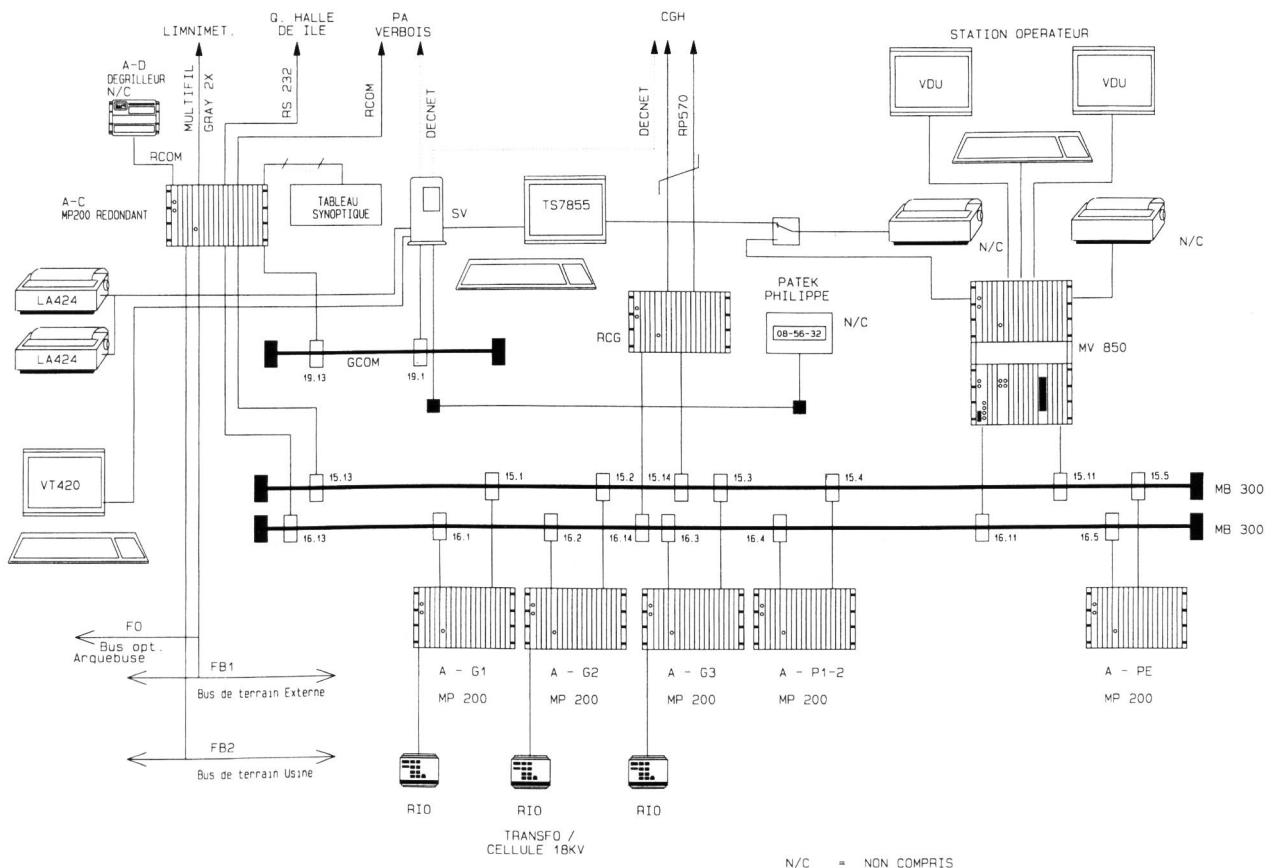 LIMNIMET.
Q. HALLE
DE ILE
PA
VERBOIS
CGH
STATION OPERATEUR
A-D
DEGRILLEUR
N/C
MULTIFIL
GRAY 2X
RS 232
RCOM
DECNET
DECNET
RP570
VDU
VDU
RCOM
A-C
MP200 REDONDANT
TABLEAU
SYNOPTIQUE
SV
TS7855
N/C
N/C
LA424
LA424
PATEK
PHILIPPE
08-56-32
N/C
RCG
MV 850
GCOM
19.13
19.1
VT420
15.13
15.1
15.2
15.14
15.3
15.4
15.11
15.5
MB 300
16.13
16.1
16.2
16.14
16.3
16.4
16.11
16.5
MB 300
FO
Bus opt.
Arquebuse
FB1
Bus de terrain Externe
FB2
Bus de terrain Usine
A - G1
MP 200
A - G2
MP 200
A - G3
MP 200
A - P1-2
MP 200
A - PE
MP 200
RIO
RIO
RIO
TRANSFO /
CELLULE 18KV
N/C = NON COMPRIS